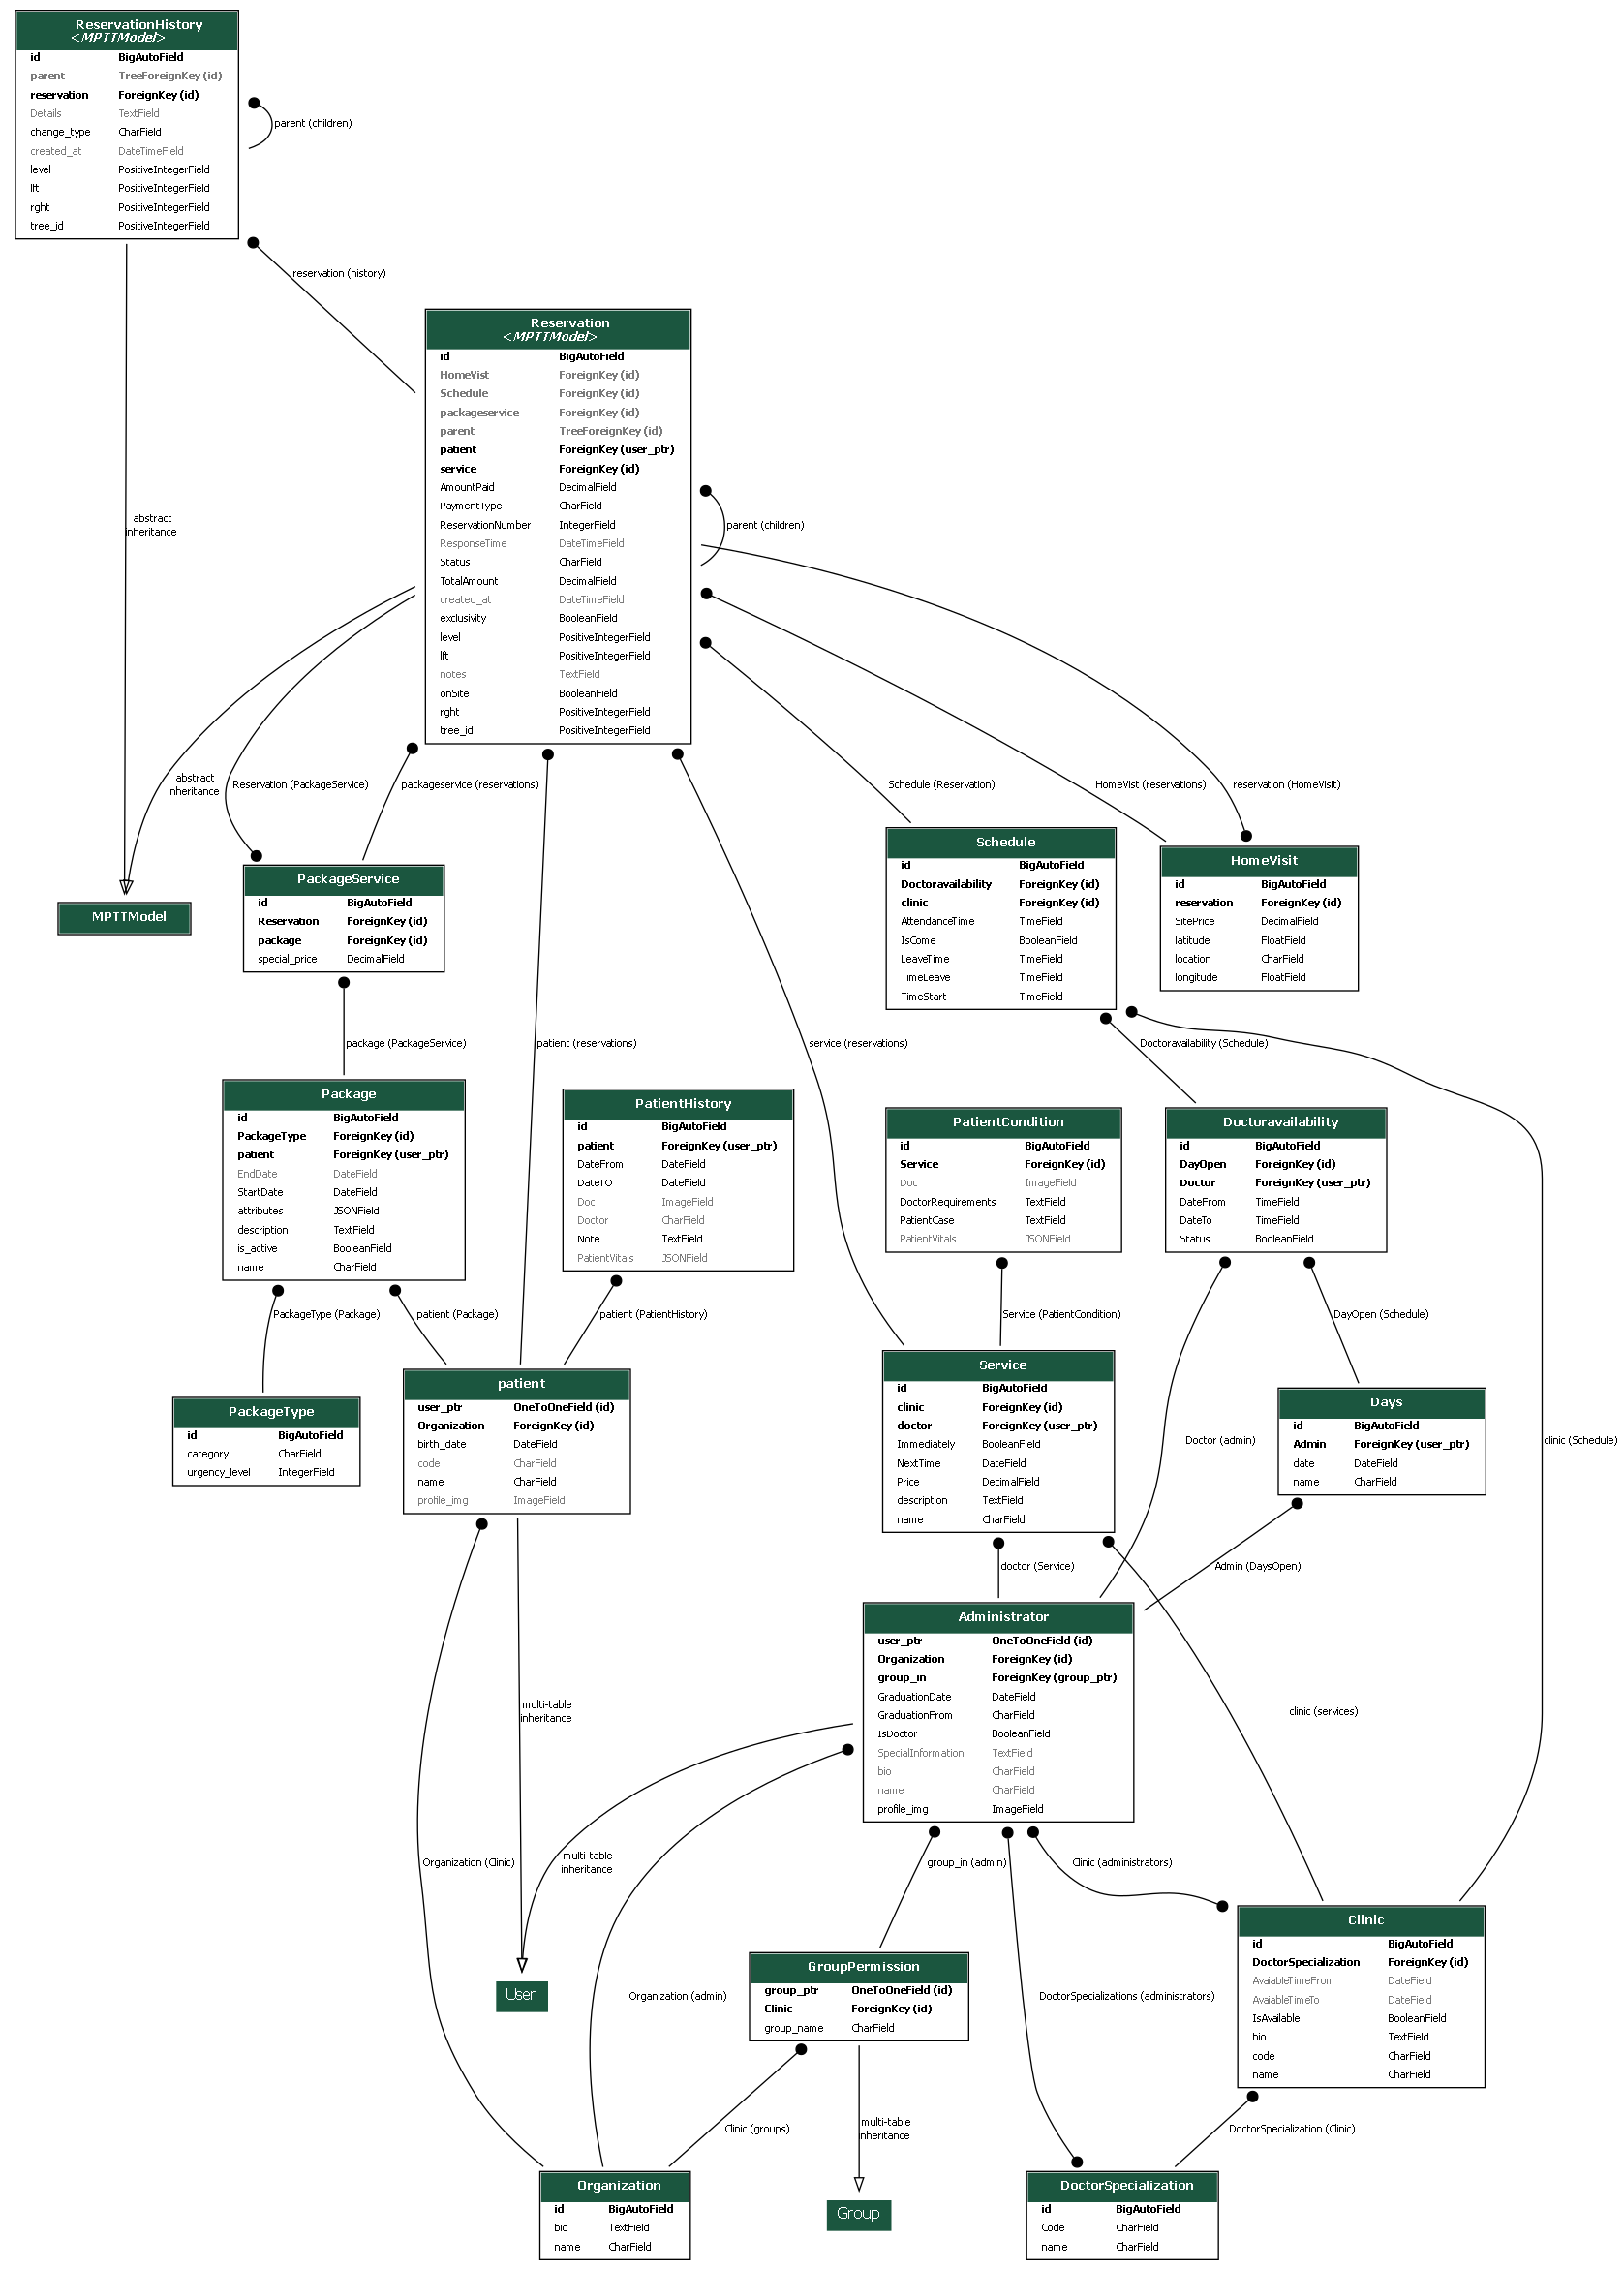 ReservationHistory
<MPTTModel>
id BigAutoField
parent TreeForeignKey (id)
reservation ForeignKey (id)
Details TextField
change_type CharField
created_at DateTimeField
level PositiveIntegerField
lft PositiveIntegerField
rght PositiveIntegerField
tree_id PositiveIntegerField
parent (children)
reservation (history)
Reservation
<MPTTModel>
id BigAutoField
HomeVist ForeignKey (id)
Schedule ForeignKey (id)
packageservice ForeignKey (id)
parent TreeForeignKey (id)
patient ForeignKey (user_ptr)
service ForeignKey (id)
AmountPaid DecimalField
PaymentType CharField
ReservationNumber IntegerField
ResponseTime DateTimeField
Status CharField
TotalAmount DecimalField
created_at DateTimeField
exclusivity BooleanField
level PositiveIntegerField
lft PositiveIntegerField
notes TextField
onSite BooleanField
rght PositiveIntegerField
tree_id PositiveIntegerField
parent (children)
abstract
inheritance
abstract
inheritance
Reservation (PackageService)
packageservice (reservations)
Schedule (Reservation)
HomeVist (reservations)
reservation (HomeVisit)
MPTTModel
PackageService
id BigAutoField
Reservation ForeignKey (id)
package ForeignKey (id)
special_price DecimalField
Schedule
id BigAutoField
Doctoravailability ForeignKey (id)
clinic ForeignKey (id)
AttendanceTime TimeField
IsCome BooleanField
LeaveTime TimeField
TimeLeave TimeField
TimeStart TimeField
HomeVisit
id BigAutoField
reservation ForeignKey (id)
SitePrice DecimalField
latitude FloatField
location CharField
longitude FloatField
package (PackageService)
patient (reservations)
service (reservations)
Doctoravailability (Schedule)
Package
id BigAutoField
PackageType ForeignKey (id)
patient ForeignKey (user_ptr)
EndDate DateField
StartDate DateField
attributes JSONField
description TextField
is_active BooleanField
name CharField
PatientHistory
id BigAutoField
patient ForeignKey (user_ptr)
DateFrom DateField
DateTO DateField
Doc ImageField
Doctor CharField
Note TextField
PatientVitals JSONField
PatientCondition
id BigAutoField
Service ForeignKey (id)
Doc ImageField
DoctorRequirements TextField
PatientCase TextField
PatientVitals JSONField
Doctoravailability
id BigAutoField
DayOpen ForeignKey (id)
Doctor ForeignKey (user_ptr)
DateFrom TimeField
DateTo TimeField
Status BooleanField
PackageType (Package)
patient (Package)
patient (PatientHistory)
Service (PatientCondition)
DayOpen (Schedule)
PackageType
id BigAutoField
category CharField
urgency_level IntegerField
patient
user_ptr OneToOneField (id)
Organization ForeignKey (id)
birth_date DateField
code CharField
name CharField
profile_img ImageField
Service
id BigAutoField
clinic ForeignKey (id)
doctor ForeignKey (user_ptr)
Immediately BooleanField
NextTime DateField
Price DecimalField
description TextField
name CharField
Days
id BigAutoField
Admin ForeignKey (user_ptr)
date DateField
name CharField
Doctor (admin)
clinic (Schedule)
doctor (Service)
Admin (DaysOpen)
Administrator
user_ptr OneToOneField (id)
Organization ForeignKey (id)
group_in ForeignKey (group_ptr)
GraduationDate DateField
GraduationFrom CharField
IsDoctor BooleanField
SpecialInformation TextField
bio CharField
name CharField
profile_img ImageField
multi-table
inheritance
clinic (services)
Organization (Clinic)
multi-table
inheritance
group_in (admin)
Clinic (administrators)
Clinic
id BigAutoField
DoctorSpecialization ForeignKey (id)
AvaiableTimeFrom DateField
AvaiableTimeTo DateField
IsAvailable BooleanField
bio TextField
code CharField
name CharField
User
Organization (admin)
GroupPermission
group_ptr OneToOneField (id)
Clinic ForeignKey (id)
group_name CharField
DoctorSpecializations (administrators)
Clinic (groups)
multi-table
inheritance
DoctorSpecialization (Clinic)
Organization
id BigAutoField
bio TextField
name CharField
Group
DoctorSpecialization
id BigAutoField
Code CharField
name CharField